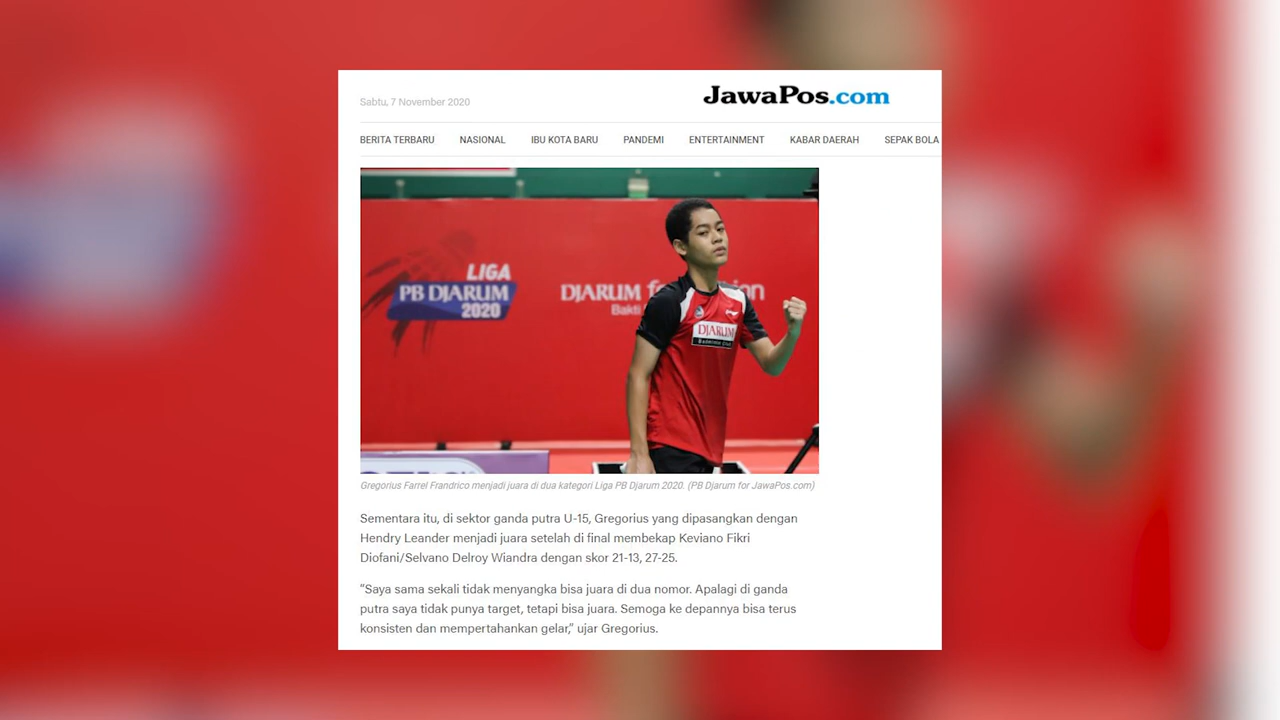 Sabtu, 7 November 2020
JawaPos.com
BERITA TERBARU NASIONAL IBU KOTA BARU PANDEMI ENTERTAINMENT KABAR DAERAH SEPAK BOLA
LIGA
PB DJARUM
2020
DJARUM
Bakti
DJARUM
Gregorius Farrel Frandrico menjadi juara di dua kategori Liga PB Djarum 2020. (PB Djarum for JawaPos.com)
Sementara itu, di sektor ganda putra U-15, Gregorius yang dipasangkan dengan
Hendry Leander menjadi juara setelah di final membekap Keviano Fikri
Diofani/Selvano Delroy Wiandra dengan skor 21-13, 27-25.
“Saya sama sekali tidak menyangka bisa juara di dua nomor. Apalagi di ganda
putra saya tidak punya target, tetapi bisa juara. Semoga ke depannya bisa terus
konsisten dan mempertahankan gelar,” ujar Gregorius.